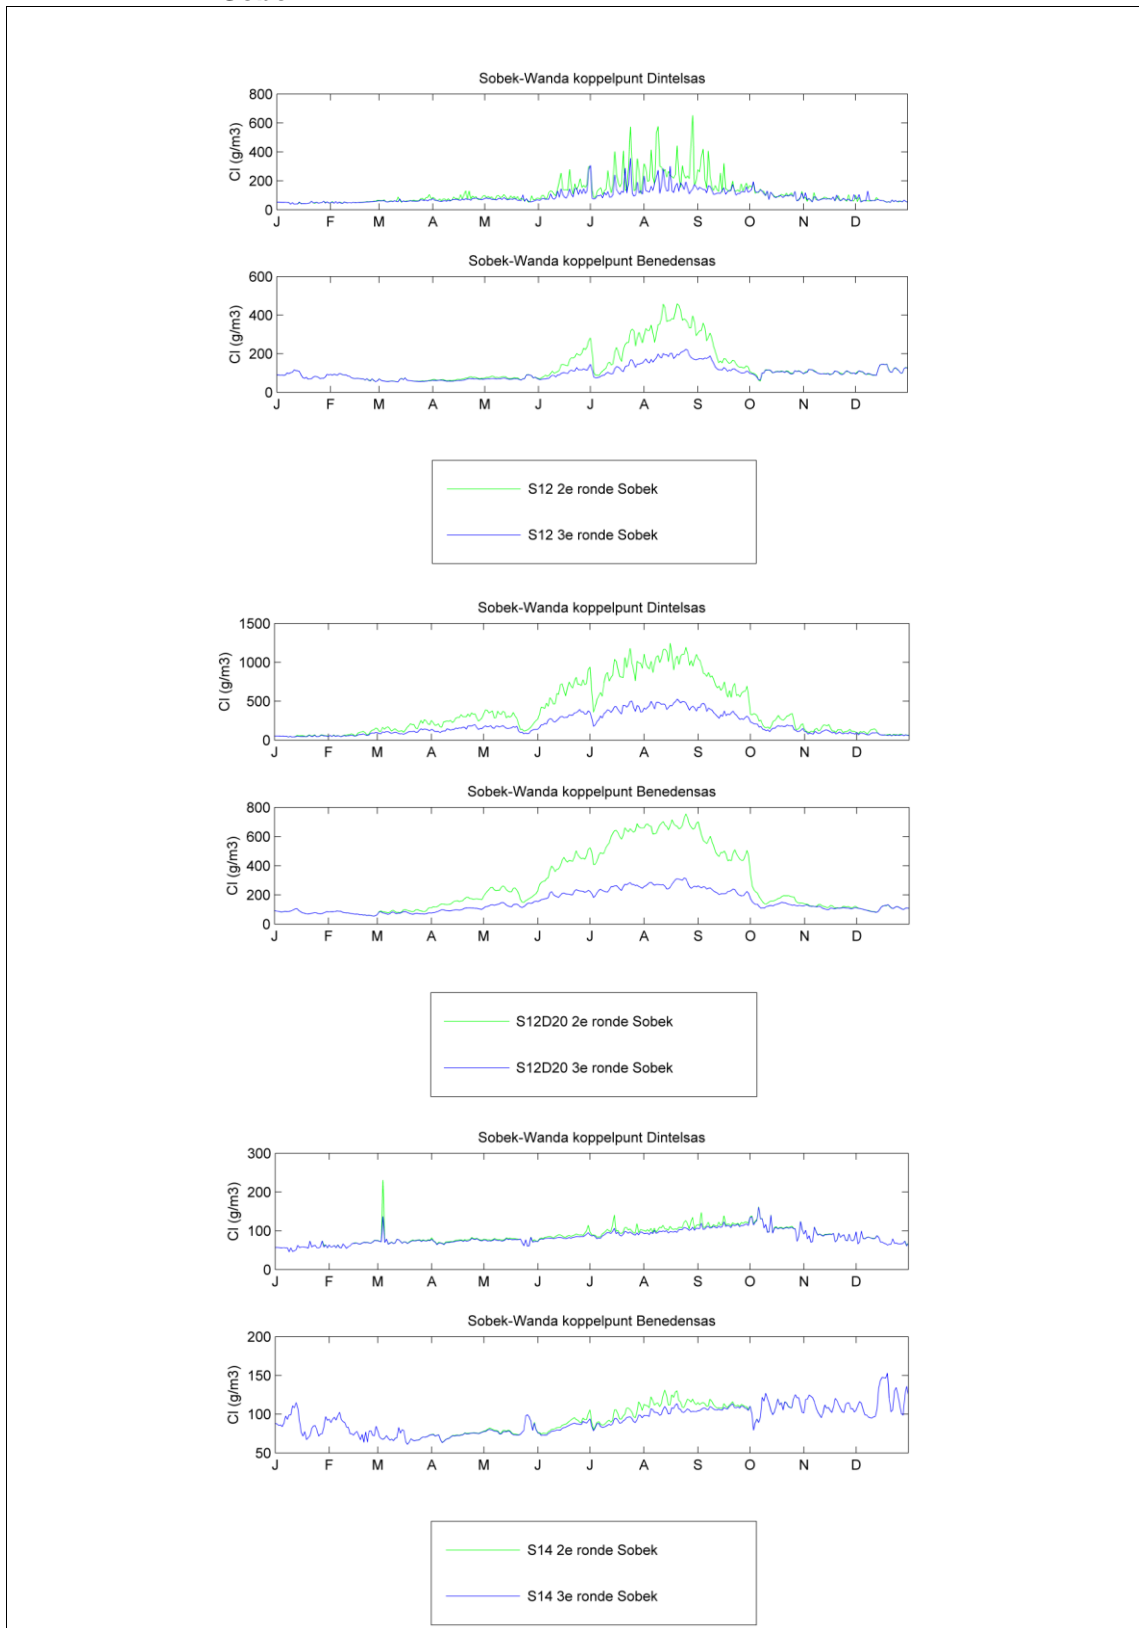 Sobek-Wanda koppelpunt Dintelsas
800
600
400
200
0
Cl (g/m3)
J F M A M J J A S O N D
Sobek-Wanda koppelpunt Benedensas
600
400
200
0
Cl (g/m3)
J F M A M J J A S O N D
S12 2e ronde Sobek
S12 3e ronde Sobek
Sobek-Wanda koppelpunt Dintelsas
1500
1000
500
0
Cl (g/m3)
J F M A M J J A S O N D
Sobek-Wanda koppelpunt Benedensas
800
600
400
200
0
Cl (g/m3)
J F M A M J J A S O N D
S12D20 2e ronde Sobek
S12D20 3e ronde Sobek
Sobek-Wanda koppelpunt Dintelsas
300
200
100
0
Cl (g/m3)
J F M A M J J A S O N D
Sobek-Wanda koppelpunt Benedensas
200
150
100
50
Cl (g/m3)
J F M A M J J A S O N D
S14 2e ronde Sobek
S14 3e ronde Sobek